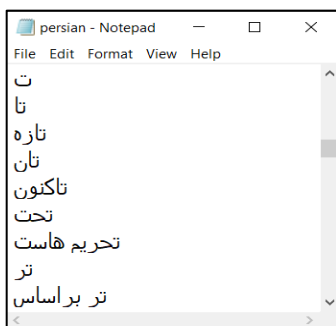 persian - Notepad
File Edit Format View Help
ت
تا
تازه
تان
تاکنون
تحت
تحریم هاست
تر
تر براساس